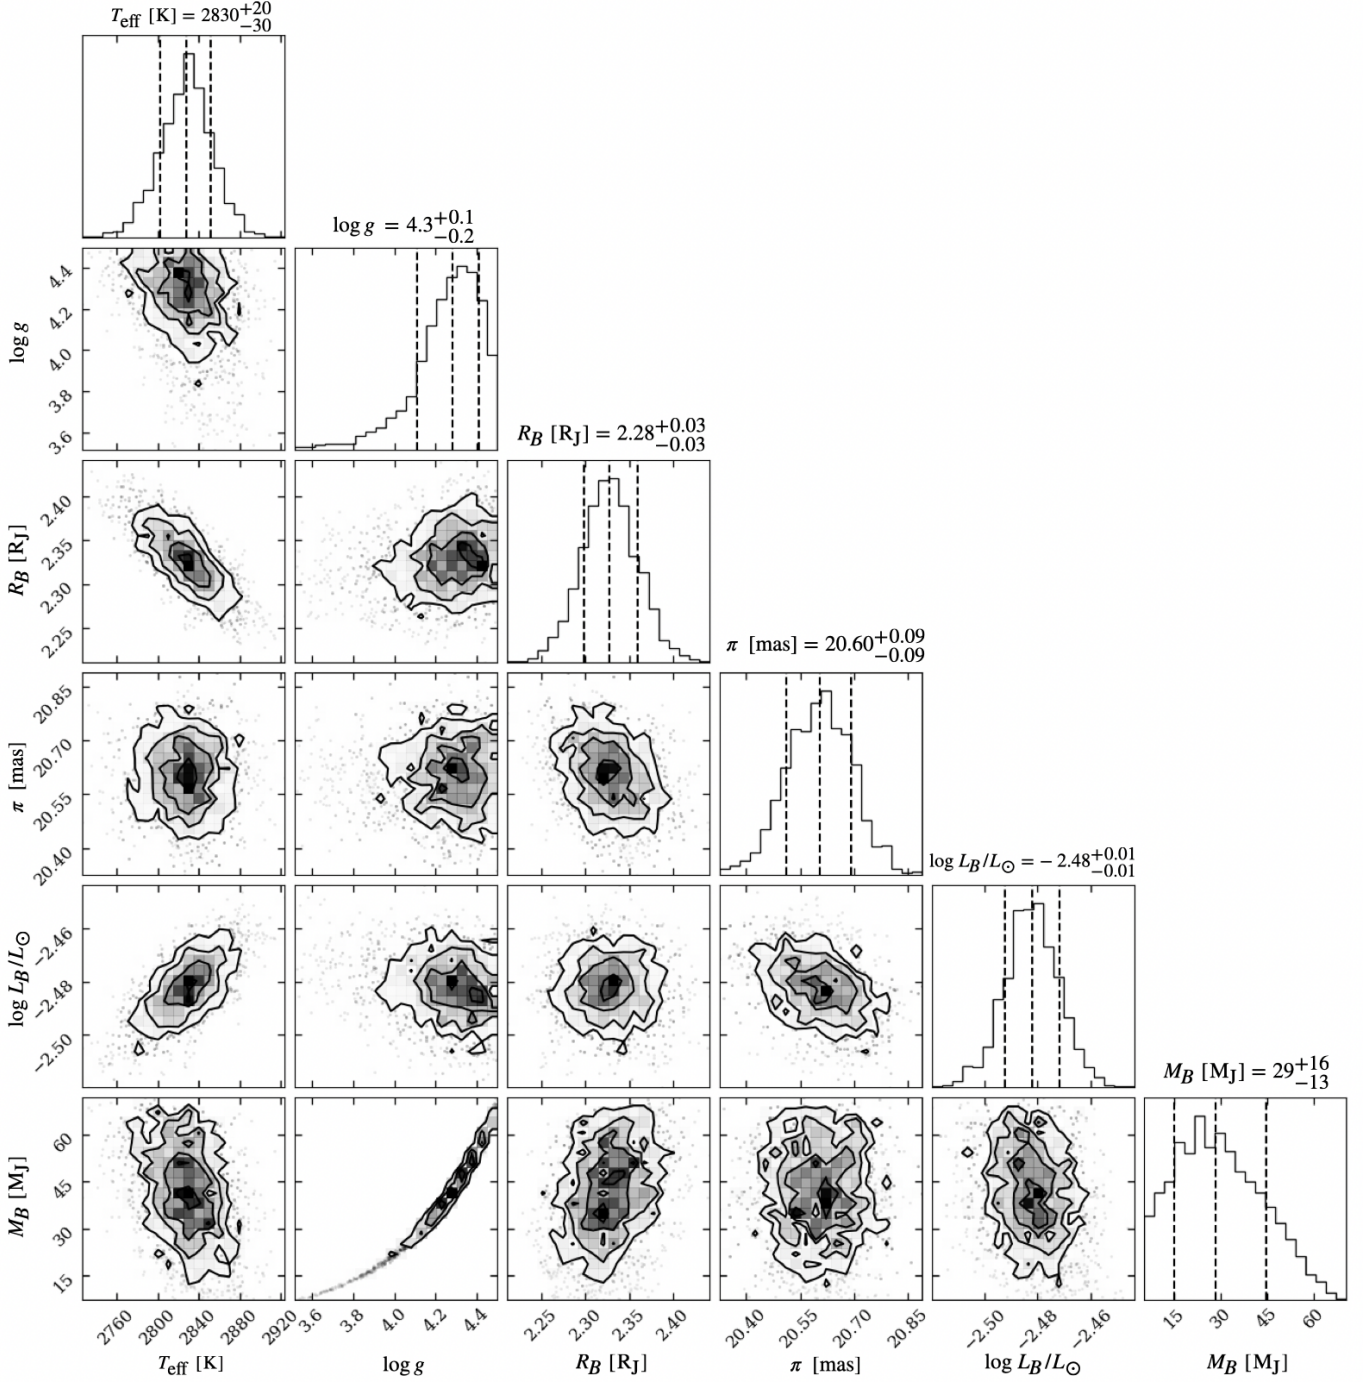 T_eff [K] = 2830 +20 −30
log g = 4.3 +0.1 −0.2
R_B [R_J] = 2.28 +0.03 −0.03
π [mas] = 20.60 +0.09 −0.09
log L_B/L_⊙ = −2.48 +0.01 −0.01
M_B [M_J] = 29 +16 −13
log g
4.4
4.2
4.0
3.8
3.6
R_B [R_J]
2.40
2.35
2.30
2.25
π [mas]
20.85
20.70
20.55
20.40
log L_B/L_⊙
−2.46
−2.48
−2.50
M_B [M_J]
60
45
30
15
2760 2800 2840 2880 2920
T_eff [K]
3.6 3.8 4.0 4.2 4.4
log g
2.25 2.30 2.35 2.40
R_B [R_J]
20.40 20.55 20.70 20.85
π [mas]
−2.50 −2.48 −2.46
log L_B/L_⊙
15 30 45 60
M_B [M_J]